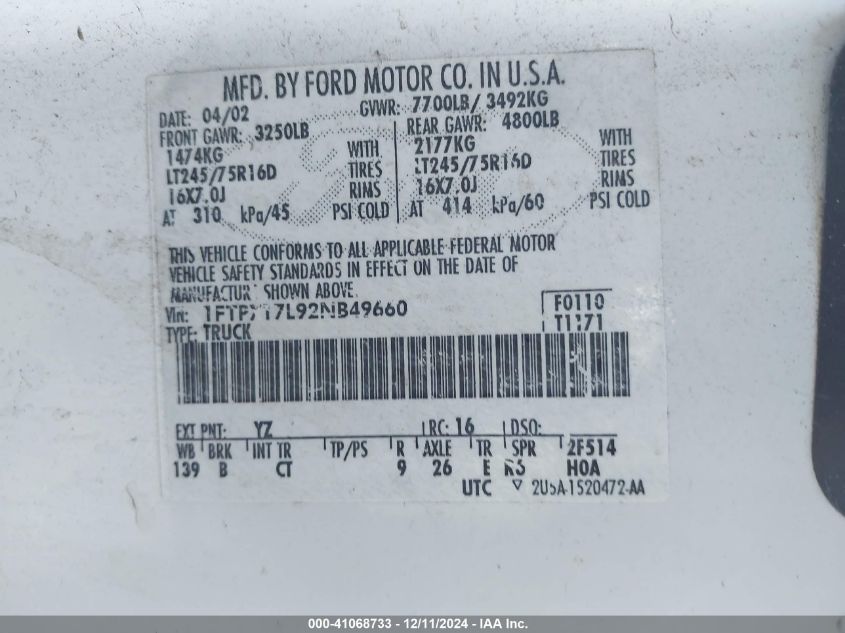 MFD. BY FORD MOTOR CO. IN U.S.A.
DATE: 04/02 GVWR: 7700LB/ 3492KG
FRONT GAWR: 3250LB REAR GAWR: 4800LB
1474KG WITH 2177KG WITH
LT245/75R16D TIRES LT245/75R16D TIRES
16X7.0J RIMS 16X7.0J RIMS
AT 310 kPa/45 PSI COLD AT 414 kPa/60 PSI COLD
THIS VEHICLE CONFORMS TO ALL APPLICABLE FEDERAL MOTOR
VEHICLE SAFETY STANDARDS IN EFFECT ON THE DATE OF
MANUFACTUR SHOWN ABOVE.
VIN: F0110
TYPE: TRUCK T1171
EXT PNT: YZ RC: 16 DSO:
WB BRK INT TR TP/PS R AXLE TR SPR 2F514
139 B CT 9 26 E H0A
UTC ▽ 2U5A-1520472-AA
000-41068733 - 12/11/2024 - IAA Inc.